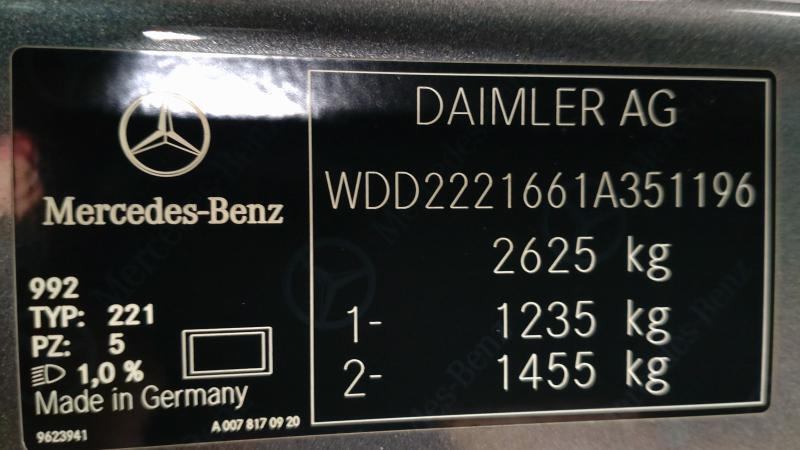 Mercedes-Benz
992
TYP: 221
PZ: 5
1,0 %
Made in Germany
9623941
A 007 817 09 20
DAIMLER AG
WDD2221661A351196
2625 kg
1- 1235 kg
2- 1455 kg